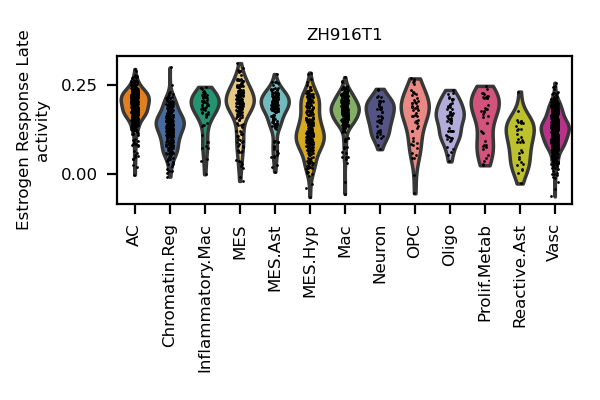 ZH916T1
Estrogen Response Late
activity
0.25
0.00
AC
Chromatin.Reg
Inflammatory.Mac
MES
MES.Ast
MES.Hyp
Mac
Neuron
OPC
Oligo
Prolif.Metab
Reactive.Ast
Vasc